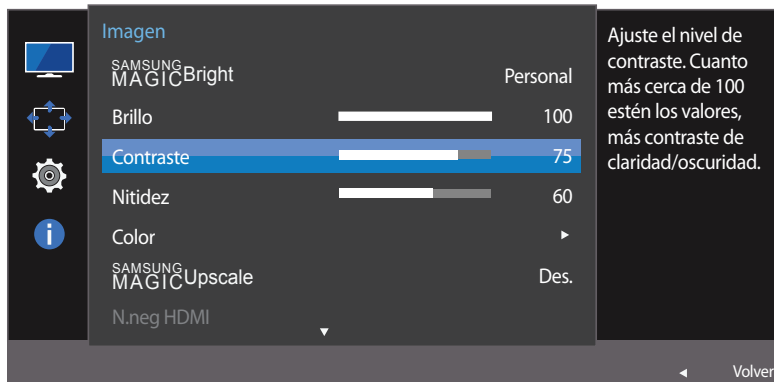 Imagen
SAMSUNG
MAGICBright Personal
Brillo 100
Contraste 75
Nitidez 60
Color
SAMSUNG
MAGICUpscale Des.
N.neg HDMI
Ajuste el nivel de
contraste. Cuanto
más cerca de 100
estén los valores,
más contraste de
claridad/oscuridad.
Volver